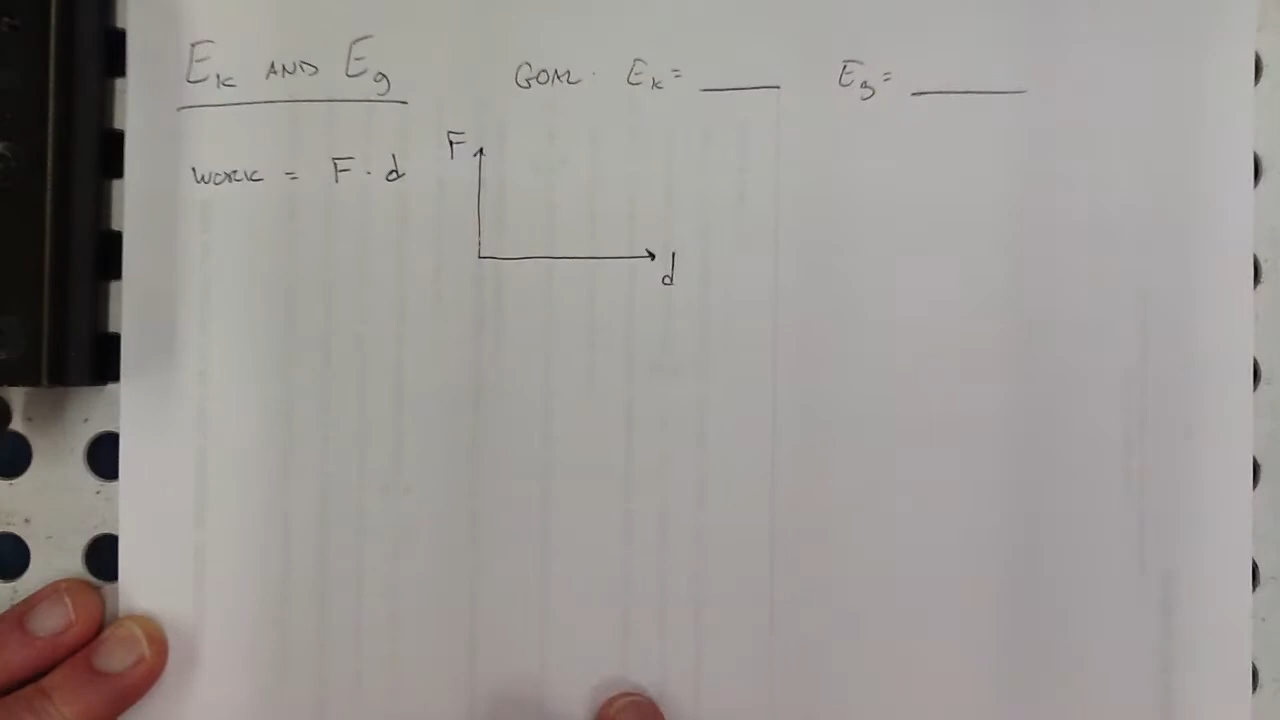 Ek AND Eg
GOAL: Ek = ____ Eg = ____
WORK = F · d
F
d